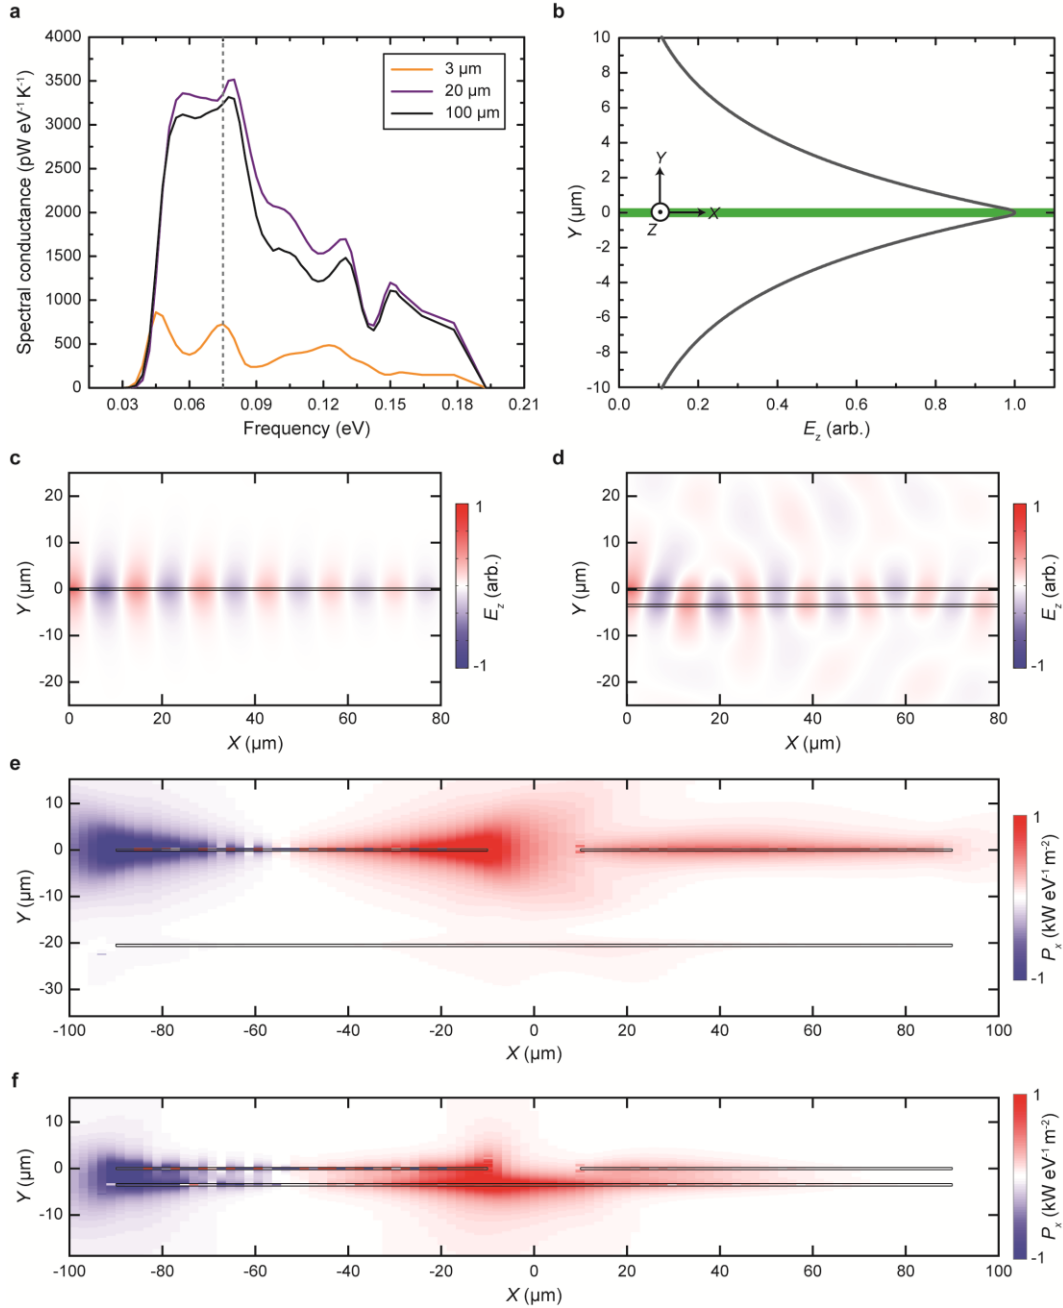 a
4000
3500
3000
2500
2000
1500
1000
500
0
Spectral conductance (pW eV⁻¹ K⁻¹)
3 µm
20 µm
100 µm
0.03 0.06 0.09 0.12 0.15 0.18 0.21
Frequency (eV)
b
10
8
6
4
2
0
-2
-4
-6
-8
-10
Y (µm)
Y
X
Z
0.0 0.2 0.4 0.6 0.8 1.0
E_z (arb.)
c
20
10
0
-10
-20
Y (µm)
0 20 40 60 80
X (µm)
1
-1
E_z (arb.)
d
20
10
0
-10
-20
Y (µm)
0 20 40 60 80
X (µm)
1
-1
E_z (arb.)
e
10
0
-10
-20
-30
Y (µm)
-100 -80 -60 -40 -20 0 20 40 60 80 100
X (µm)
1
-1
P_x (kW eV⁻¹ m⁻²)
f
10
0
-10
Y (µm)
-100 -80 -60 -40 -20 0 20 40 60 80 100
X (µm)
1
-1
P_x (kW eV⁻¹ m⁻²)